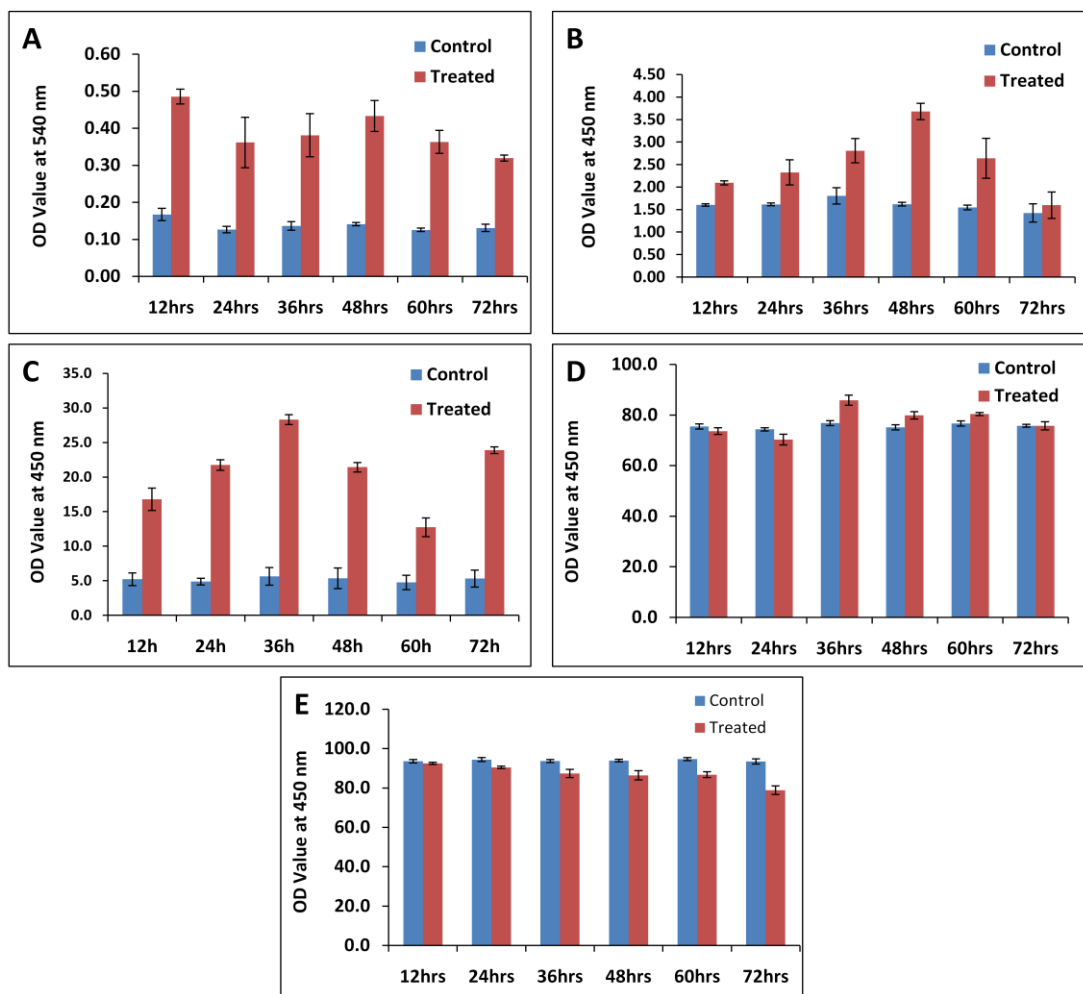 A
Control
Treated
OD Value at 540 nm
0.60
0.50
0.40
0.30
0.20
0.10
0.00
12hrs 24hrs 36hrs 48hrs 60hrs 72hrs
B
Control
Treated
OD Value at 450 nm
4.50
4.00
3.50
3.00
2.50
2.00
1.50
1.00
0.50
0.00
12hrs 24hrs 36hrs 48hrs 60hrs 72hrs
C
Control
Treated
OD Value at 450 nm
35.0
30.0
25.0
20.0
15.0
10.0
5.0
0.0
12h 24h 36h 48h 60h 72h
D
Control
Treated
OD Value at 450 nm
100.0
80.0
60.0
40.0
20.0
0.0
12hrs 24hrs 36hrs 48hrs 60hrs 72hrs
E
Control
Treated
OD Value at 450 nm
120.0
100.0
80.0
60.0
40.0
20.0
0.0
12hrs 24hrs 36hrs 48hrs 60hrs 72hrs